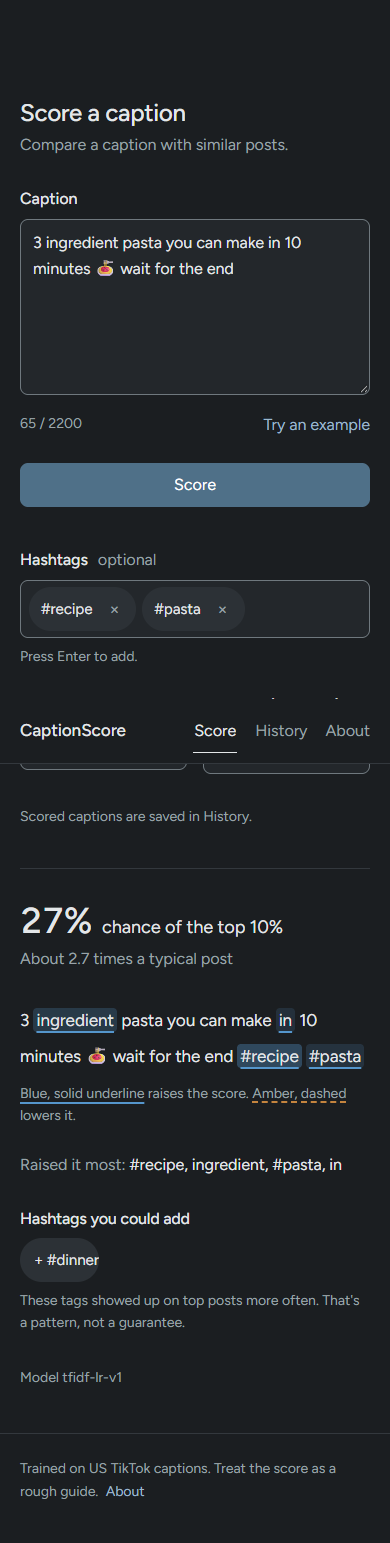 Score a caption
Compare a caption with similar posts.
Caption
3 ingredient pasta you can make in 10
minutes 🍝 wait for the end
65 / 2200
Try an example
Score
Hashtags optional
#recipe × #pasta ×
Press Enter to add.
CaptionScore Score History About
Scored captions are saved in History.
27% chance of the top 10%
About 2.7 times a typical post
3 ingredient pasta you can make in 10
minutes 🍝 wait for the end #recipe #pasta
Blue, solid underline raises the score. Amber, dashed
lowers it.
Raised it most: #recipe, ingredient, #pasta, in
Hashtags you could add
+ #dinner
These tags showed up on top posts more often. That's
a pattern, not a guarantee.
Model tfidf-lr-v1
Trained on US TikTok captions. Treat the score as a
rough guide. About